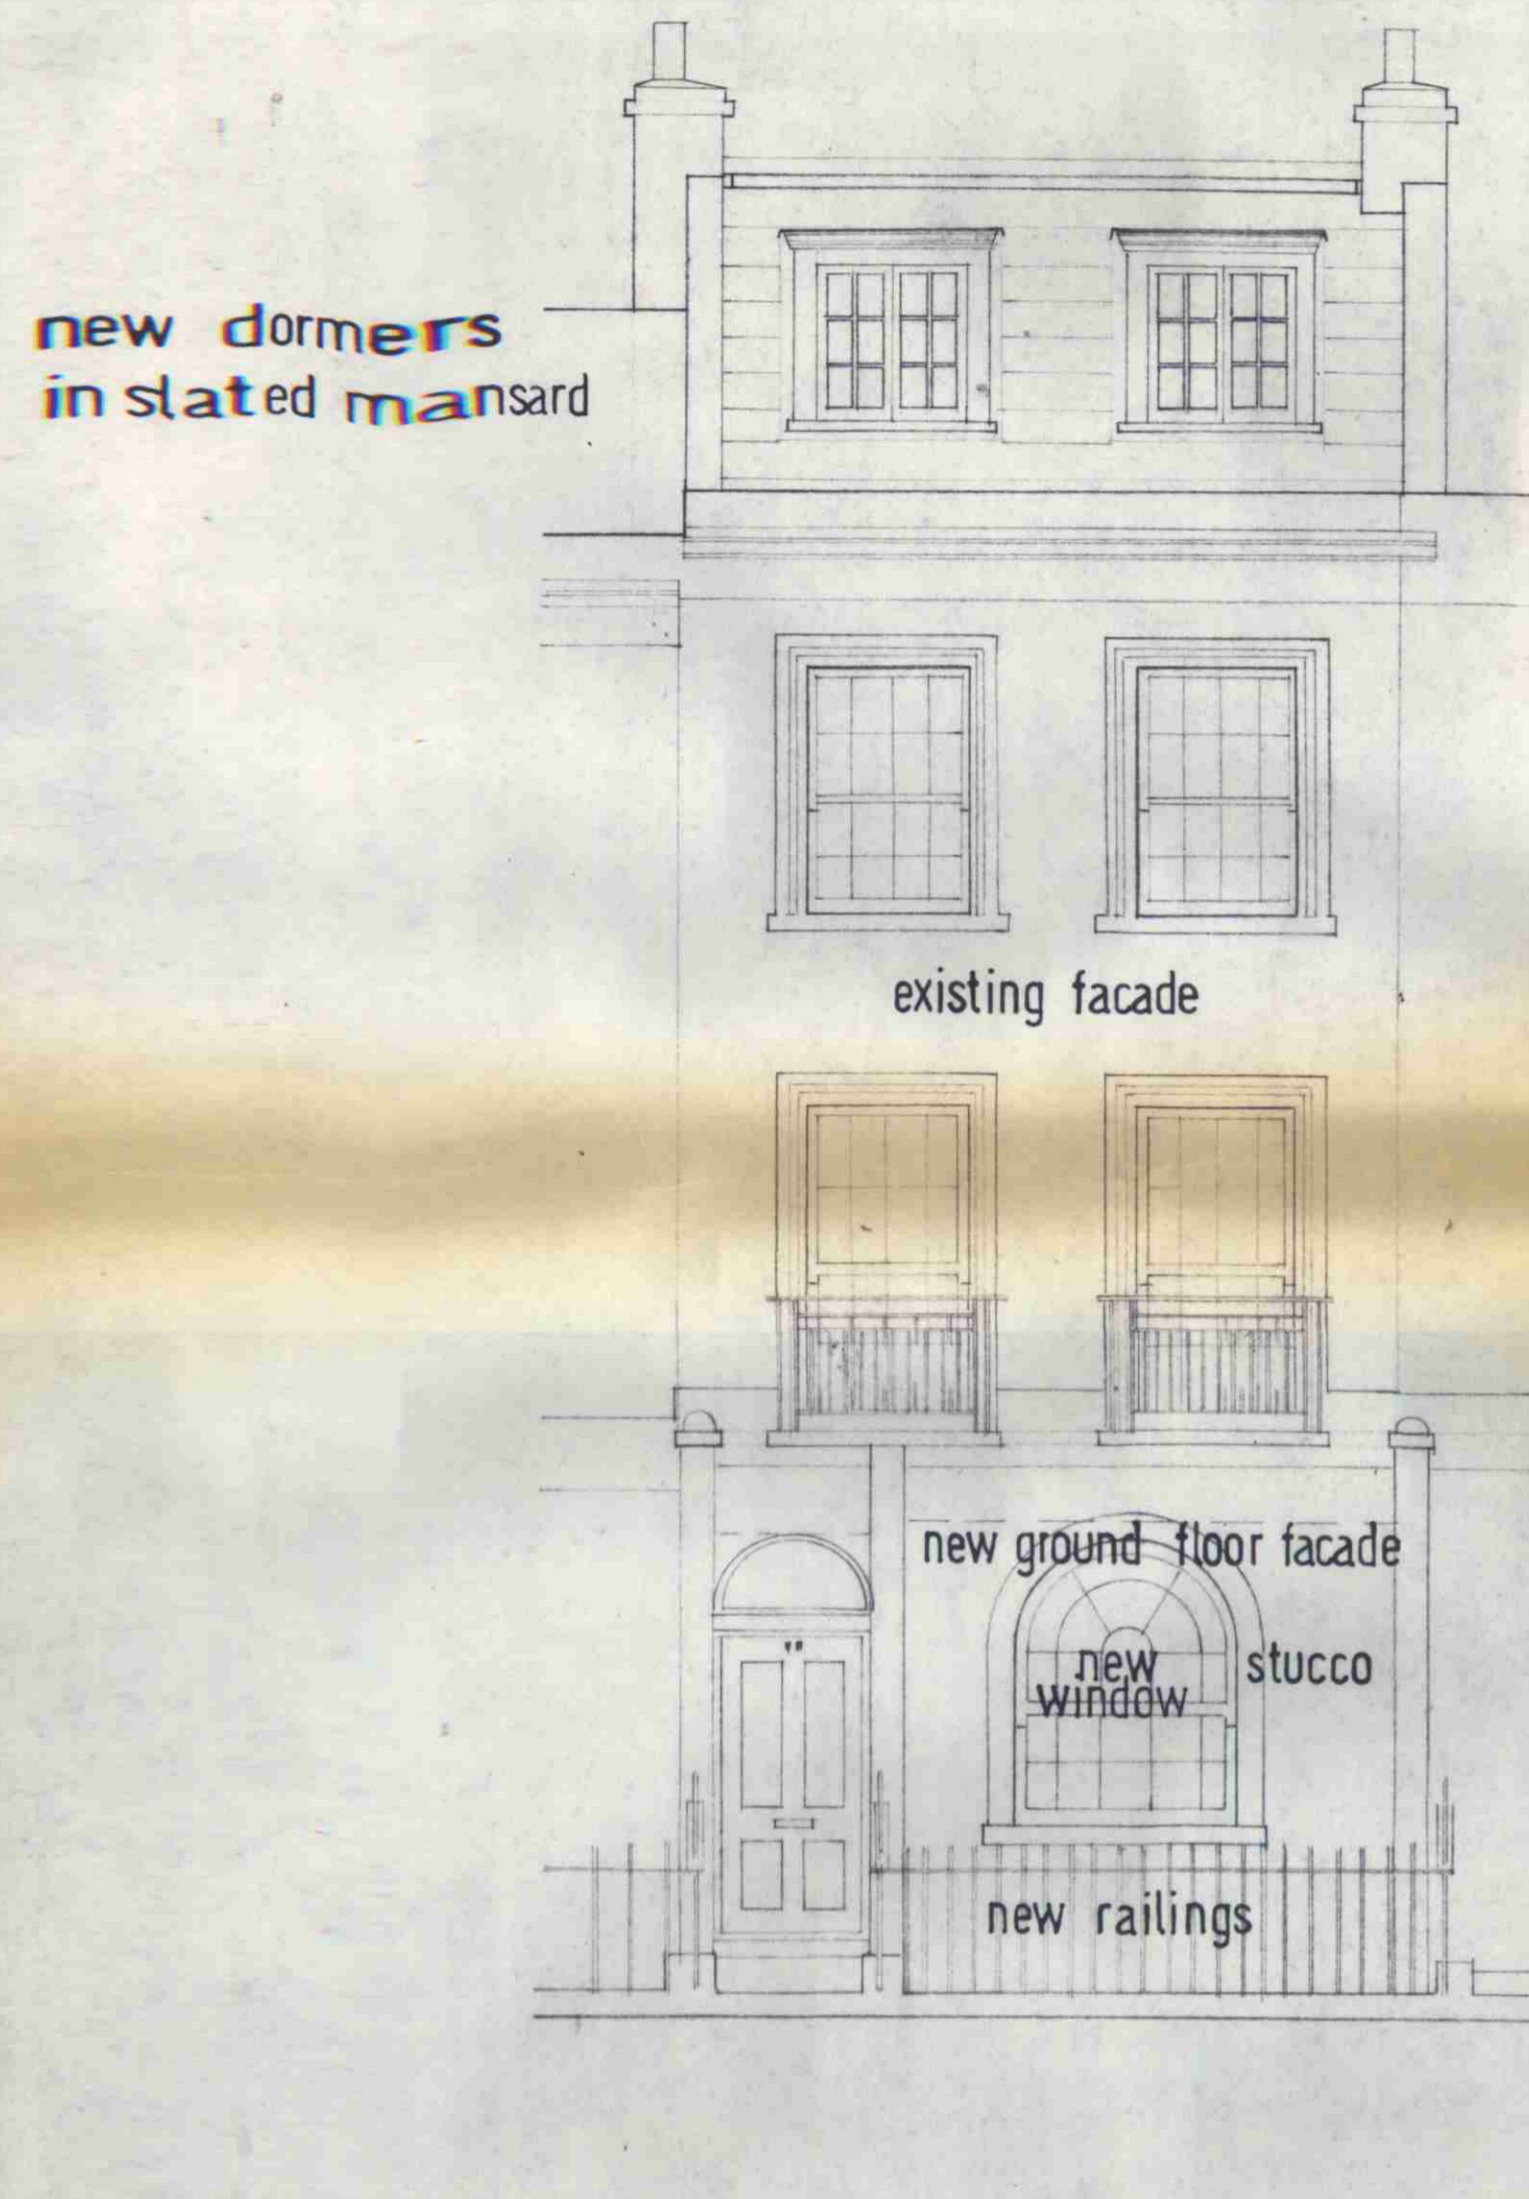 new dormers
in slated mansard
existing facade
new ground floor facade
new
window
stucco
new railings